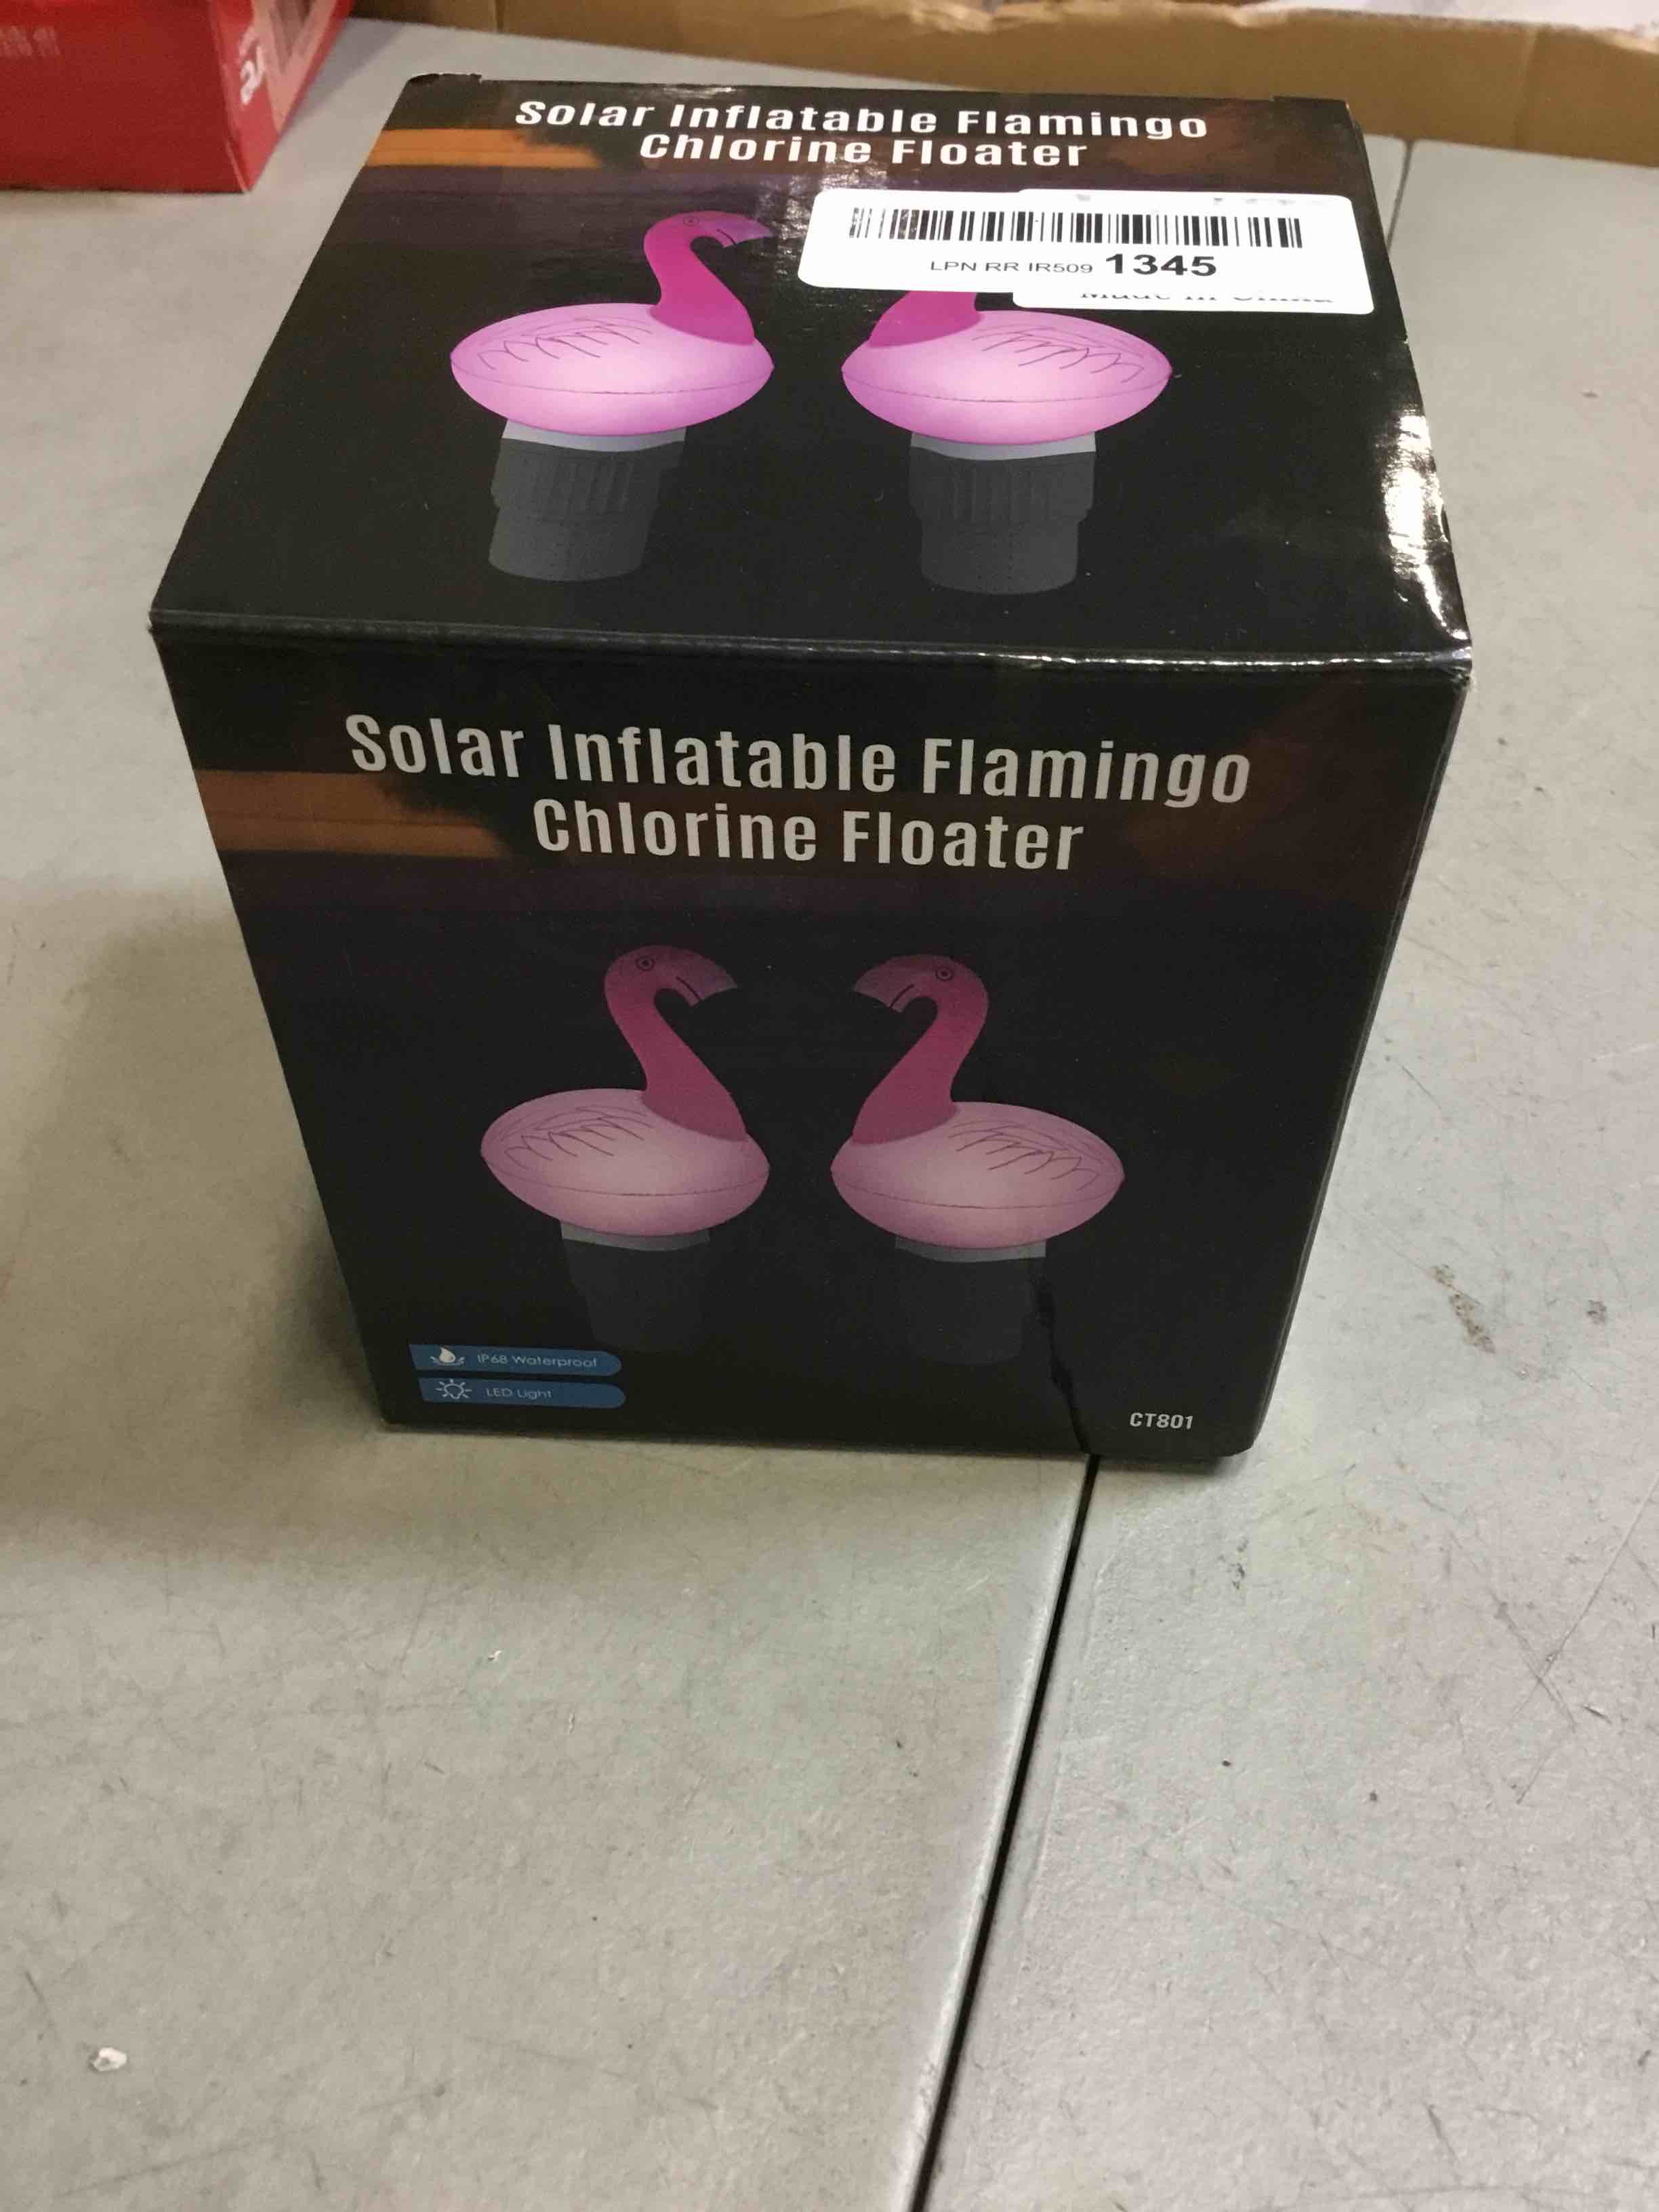 Solar Inflatable Flamingo
Chlorine Floater
LPN RR IR509 1345
Solar Inflatable Flamingo
Chlorine Floater
IP68 Waterproof
LED Light
CT801